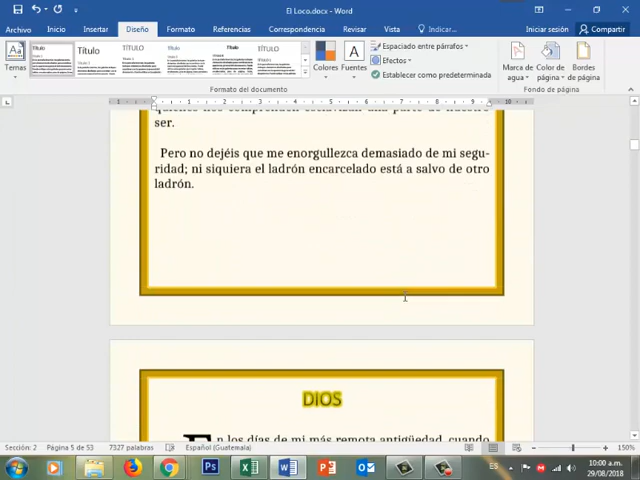 El Loco.docx - Word
Archivo Inicio Insertar Diseño Formato Referencias Correspondencia Revisar Vista Indicar... Iniciar sesión Compartir
Temas
Título
Título
TÍTULO
Título
Título
TÍTULO
Colores Fuentes
Espaciado entre párrafos
Efectos
Establecer como predeterminada
Marca de agua
Color de página
Bordes de página
Formato del documento
Fondo de página
ser.
Pero no dejéis que me enorgullezca demasiado de mi segu-
ridad; ni siquiera el ladrón encarcelado está a salvo de otro
ladrón.
DIOS
En los días de mi más remota antigüedad, cuando
Sección: 2 Página 5 de 53 7327 palabras Español (Guatemala) 150%
ES 10:00 a.m.
29/08/2018